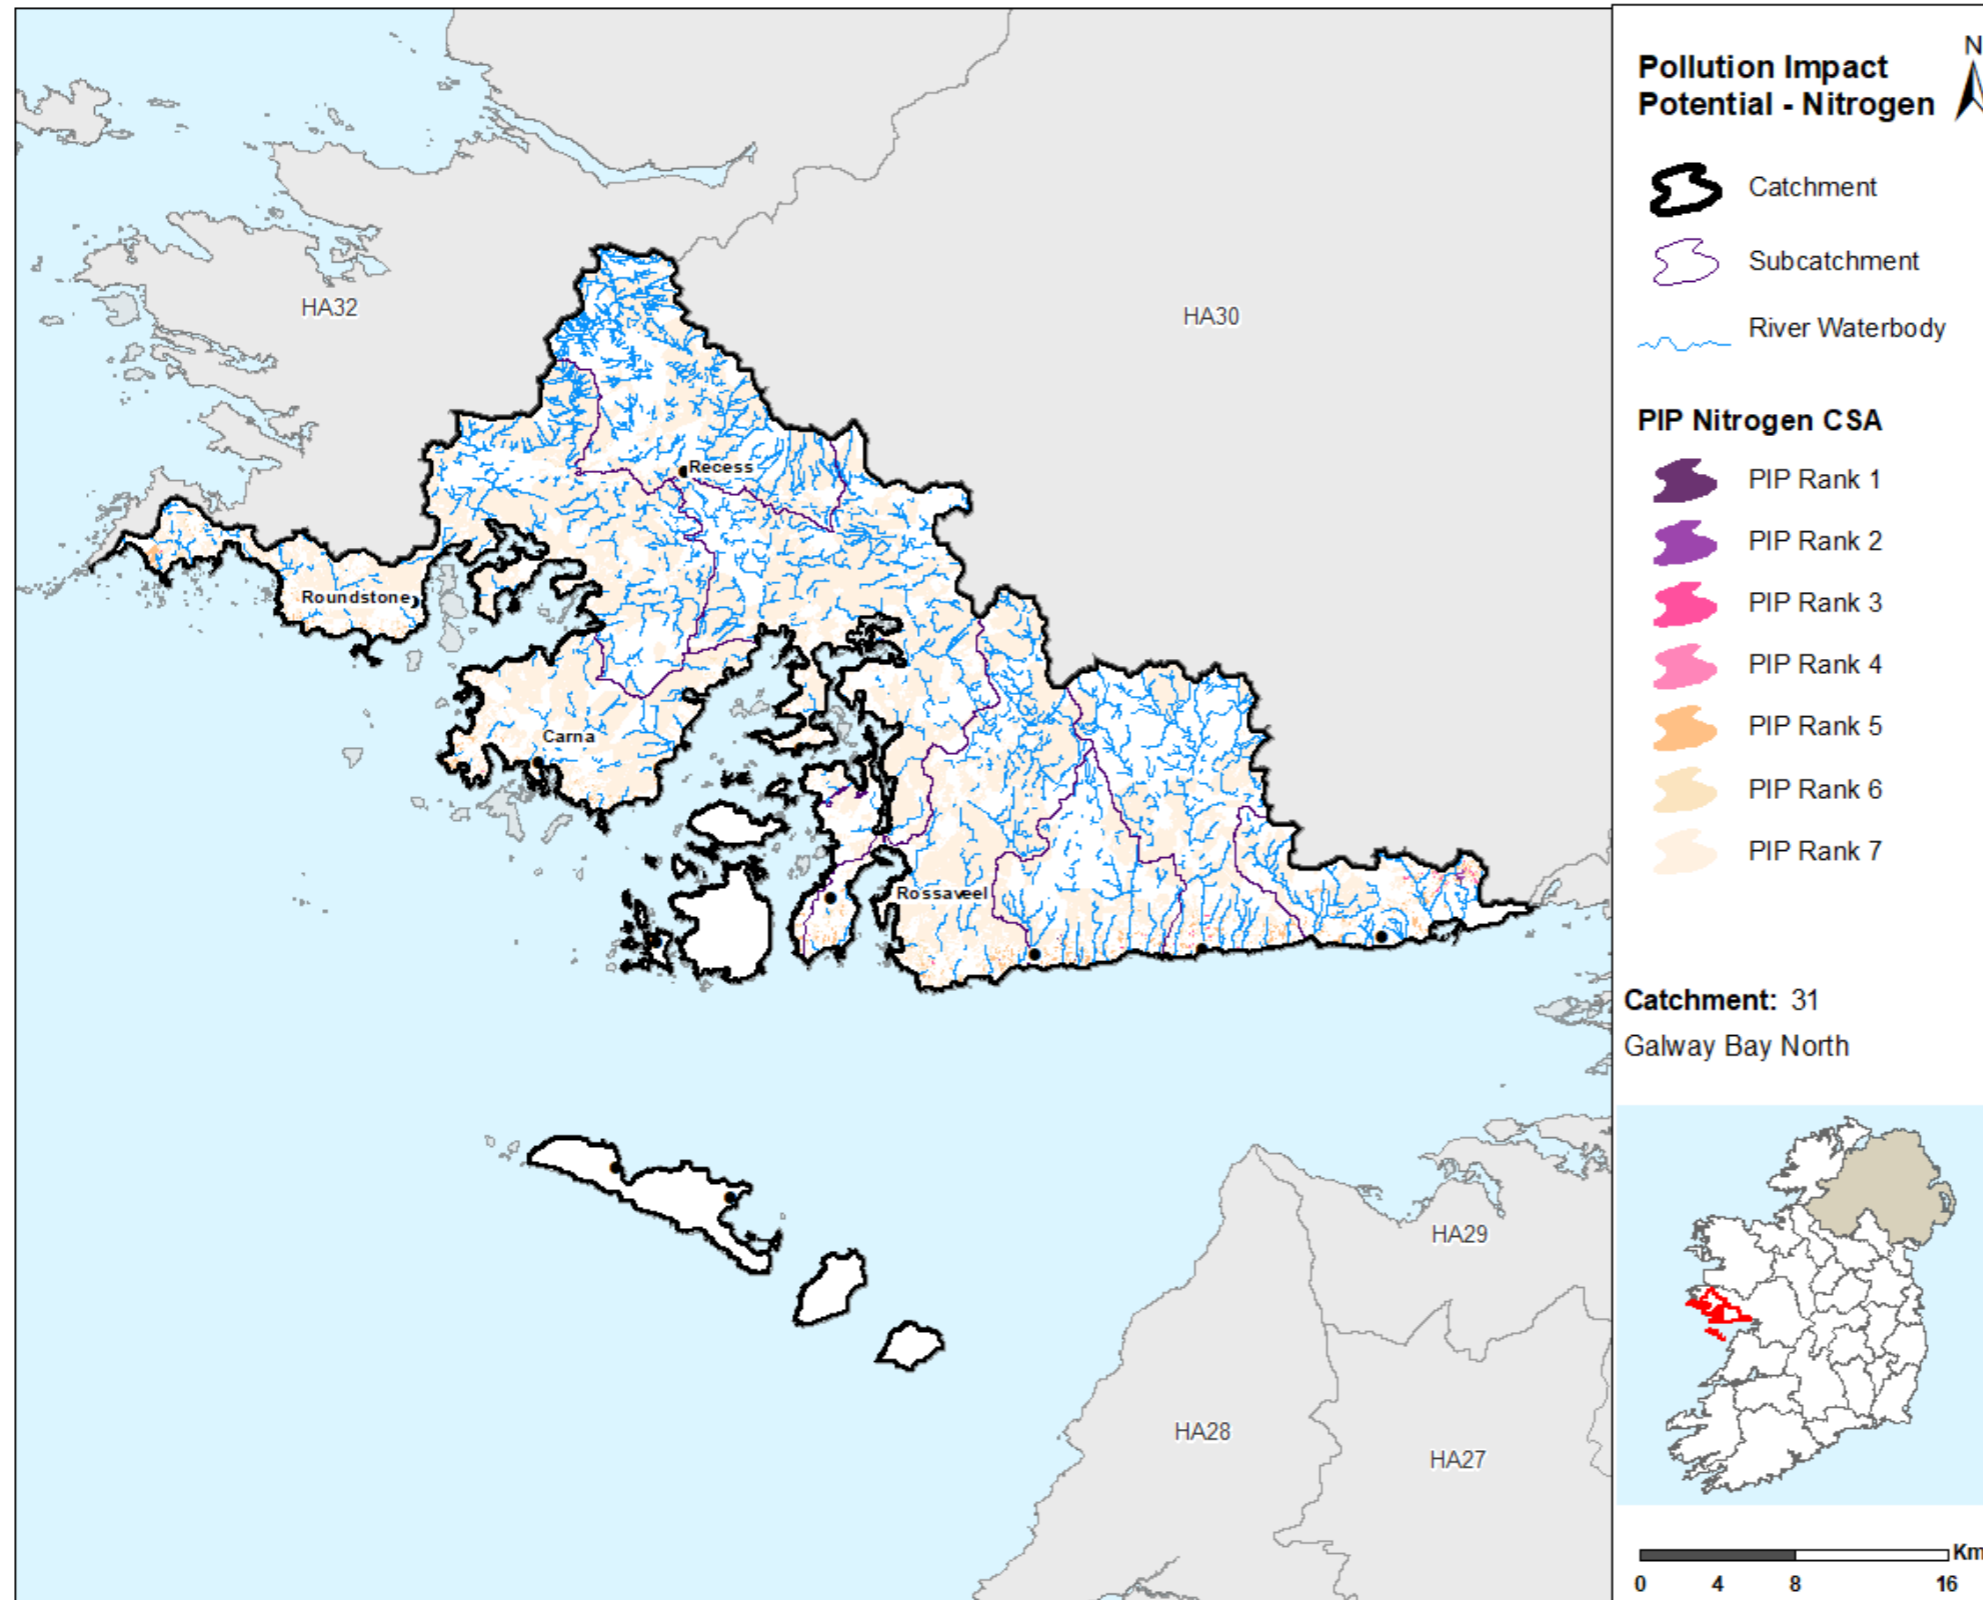 Pollution Impact
Potential - Nitrogen
N
Catchment
Subcatchment
River Waterbody
PIP Nitrogen CSA
PIP Rank 1
PIP Rank 2
PIP Rank 3
PIP Rank 4
PIP Rank 5
PIP Rank 6
PIP Rank 7
Catchment: 31
Galway Bay North
Km
0 4 8 16
HA32
HA30
Recess
Roundstone
Carna
Rossaveel
HA29
HA28
HA27